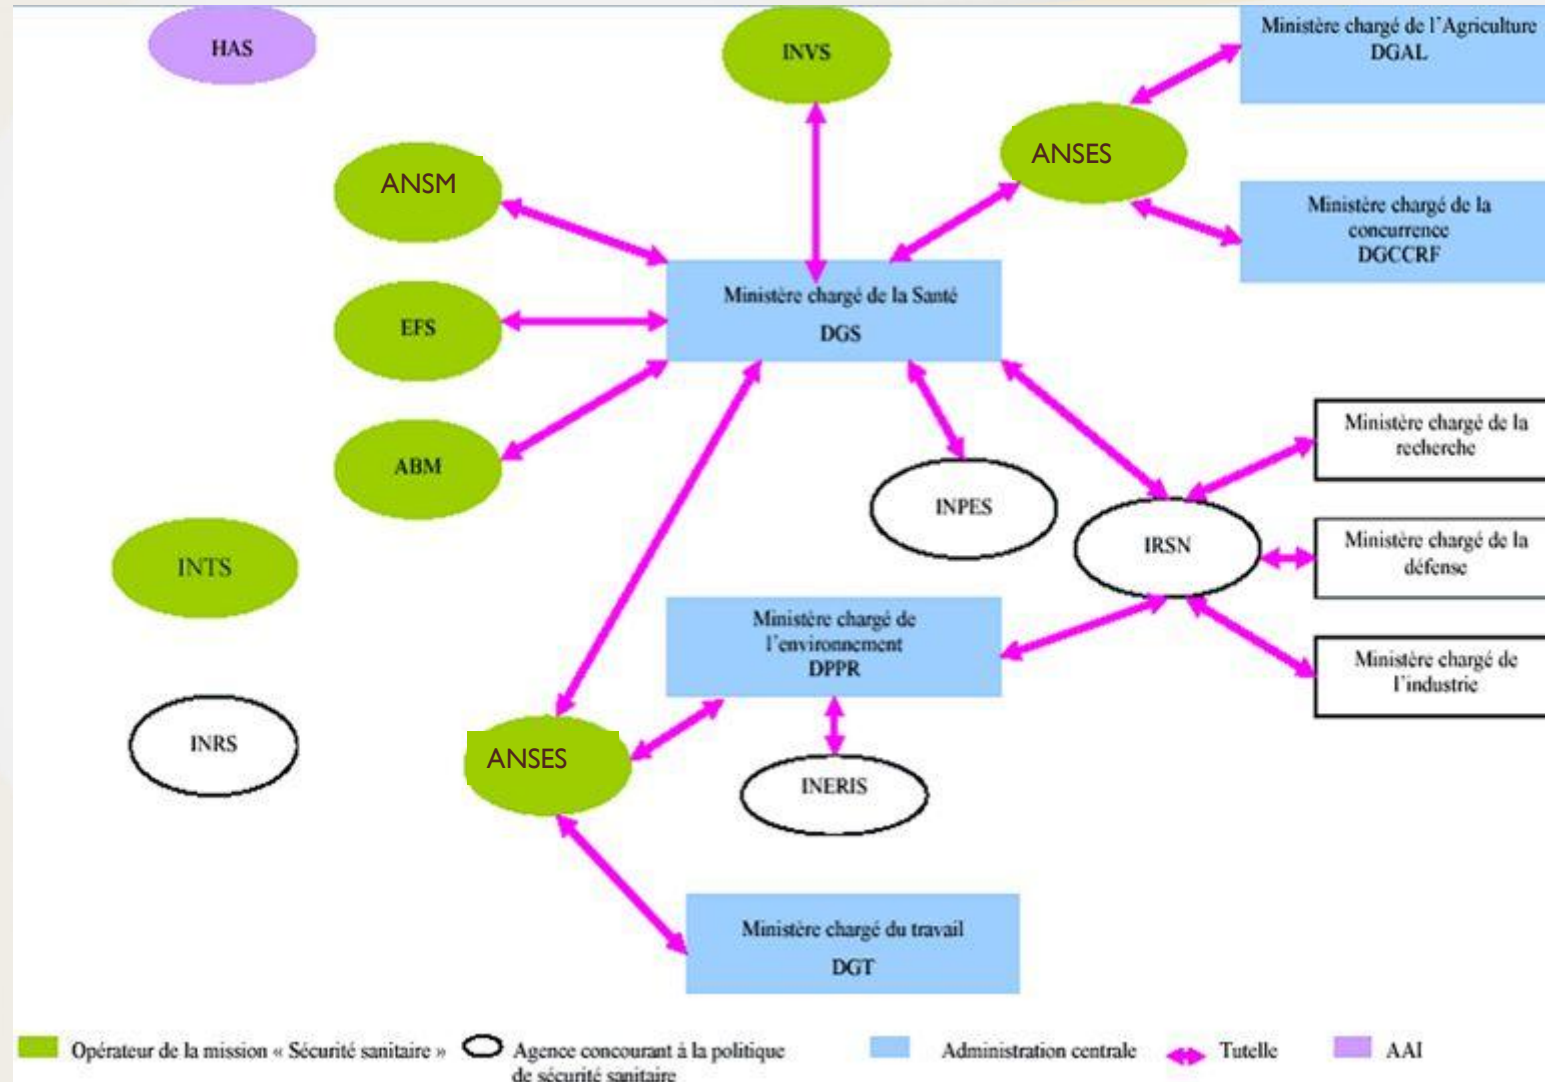 HAS
INVS
Ministère chargé de l'Agriculture
DGAL
ANSES
ANSM
Ministère chargé de la
concurrence
DGCCRF
Ministère chargé de la Santé
DGS
EFS
ABM
Ministère chargé de la
recherche
INPES
IRSN
Ministère chargé de la
défense
INTS
Ministère chargé de
l'environnement
DPPR
Ministère chargé de
l'industrie
INRS
ANSES
INERIS
Ministère chargé du travail
DGT
Opérateur de la mission « Sécurité sanitaire »
Agence concourant à la politique
de sécurité sanitaire
Administration centrale
Tutelle
AAI